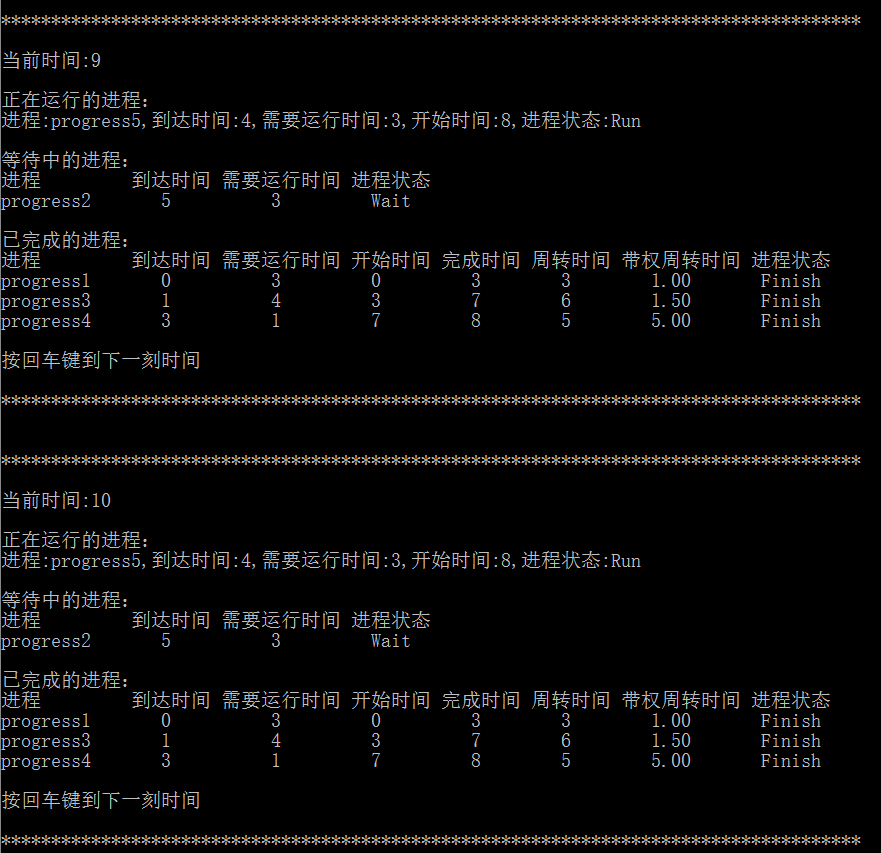 **************************************************************************************
当前时间:9
正在运行的进程：
进程:progress5,到达时间:4,需要运行时间:3,开始时间:8,进程状态:Run
等待中的进程：
进程 到达时间 需要运行时间 进程状态
progress2 5 3 Wait
已完成的进程：
进程 到达时间 需要运行时间 开始时间 完成时间 周转时间 带权周转时间 进程状态
progress1 0 3 0 3 3 1.00 Finish
progress3 1 4 3 7 6 1.50 Finish
progress4 3 1 7 8 5 5.00 Finish
按回车键到下一刻时间
**************************************************************************************
**************************************************************************************
当前时间:10
正在运行的进程：
进程:progress5,到达时间:4,需要运行时间:3,开始时间:8,进程状态:Run
等待中的进程：
进程 到达时间 需要运行时间 进程状态
progress2 5 3 Wait
已完成的进程：
进程 到达时间 需要运行时间 开始时间 完成时间 周转时间 带权周转时间 进程状态
progress1 0 3 0 3 3 1.00 Finish
progress3 1 4 3 7 6 1.50 Finish
progress4 3 1 7 8 5 5.00 Finish
按回车键到下一刻时间
**************************************************************************************